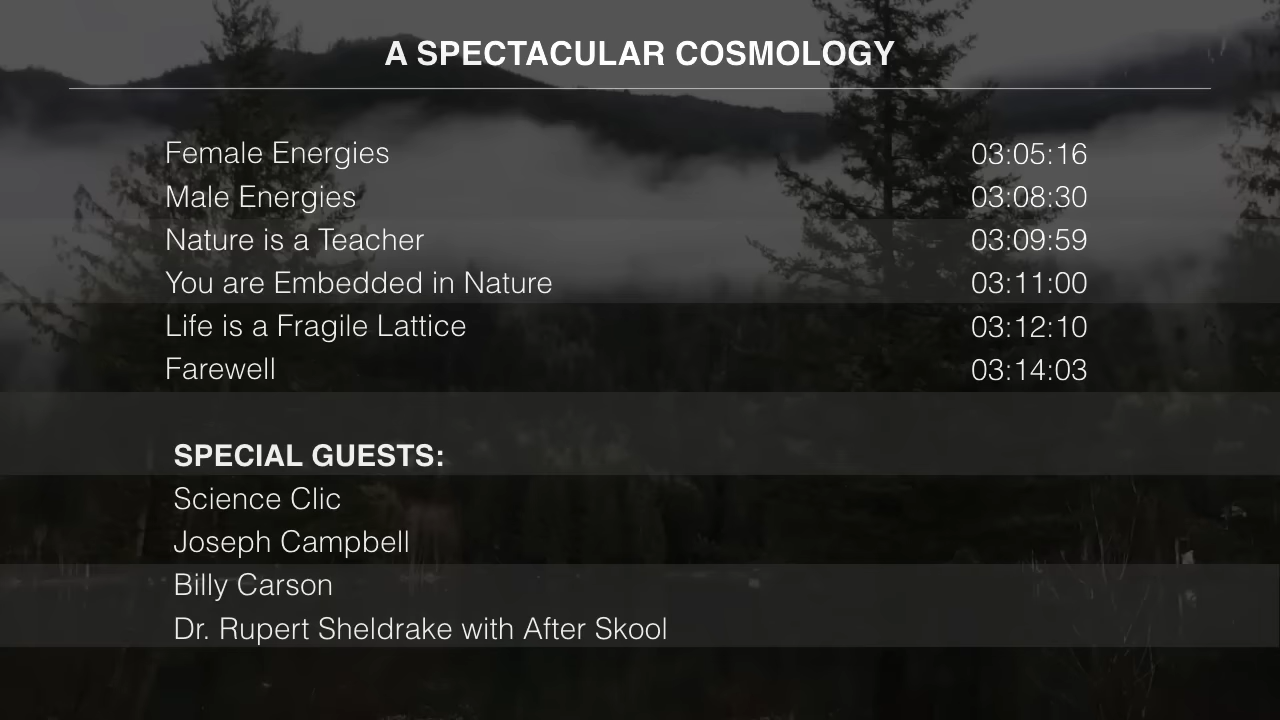 A SPECTACULAR COSMOLOGY
Female Energies 03:05:16
Male Energies 03:08:30
Nature is a Teacher 03:09:59
You are Embedded in Nature 03:11:00
Life is a Fragile Lattice 03:12:10
Farewell 03:14:03
SPECIAL GUESTS:
Science Clic
Joseph Campbell
Billy Carson
Dr. Rupert Sheldrake with After Skool